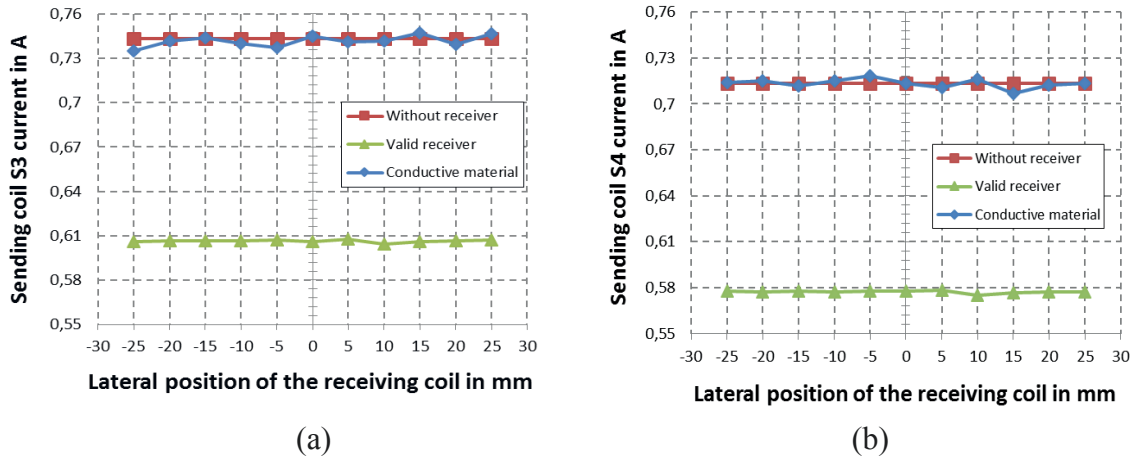 Sending coil S3 current in A
0,76
0,73
0,7
0,67
0,64
0,61
0,58
0,55
Without receiver
Valid receiver
Conductive material
-30 -25 -20 -15 -10 -5 0 5 10 15 20 25 30
Lateral position of the receiving coil in mm
(a)
Sending coil S4 current in A
0,76
0,73
0,7
0,67
0,64
0,61
0,58
0,55
Without receiver
Valid receiver
Conductive material
-30 -25 -20 -15 -10 -5 0 5 10 15 20 25 30
Lateral position of the receiving coil in mm
(b)